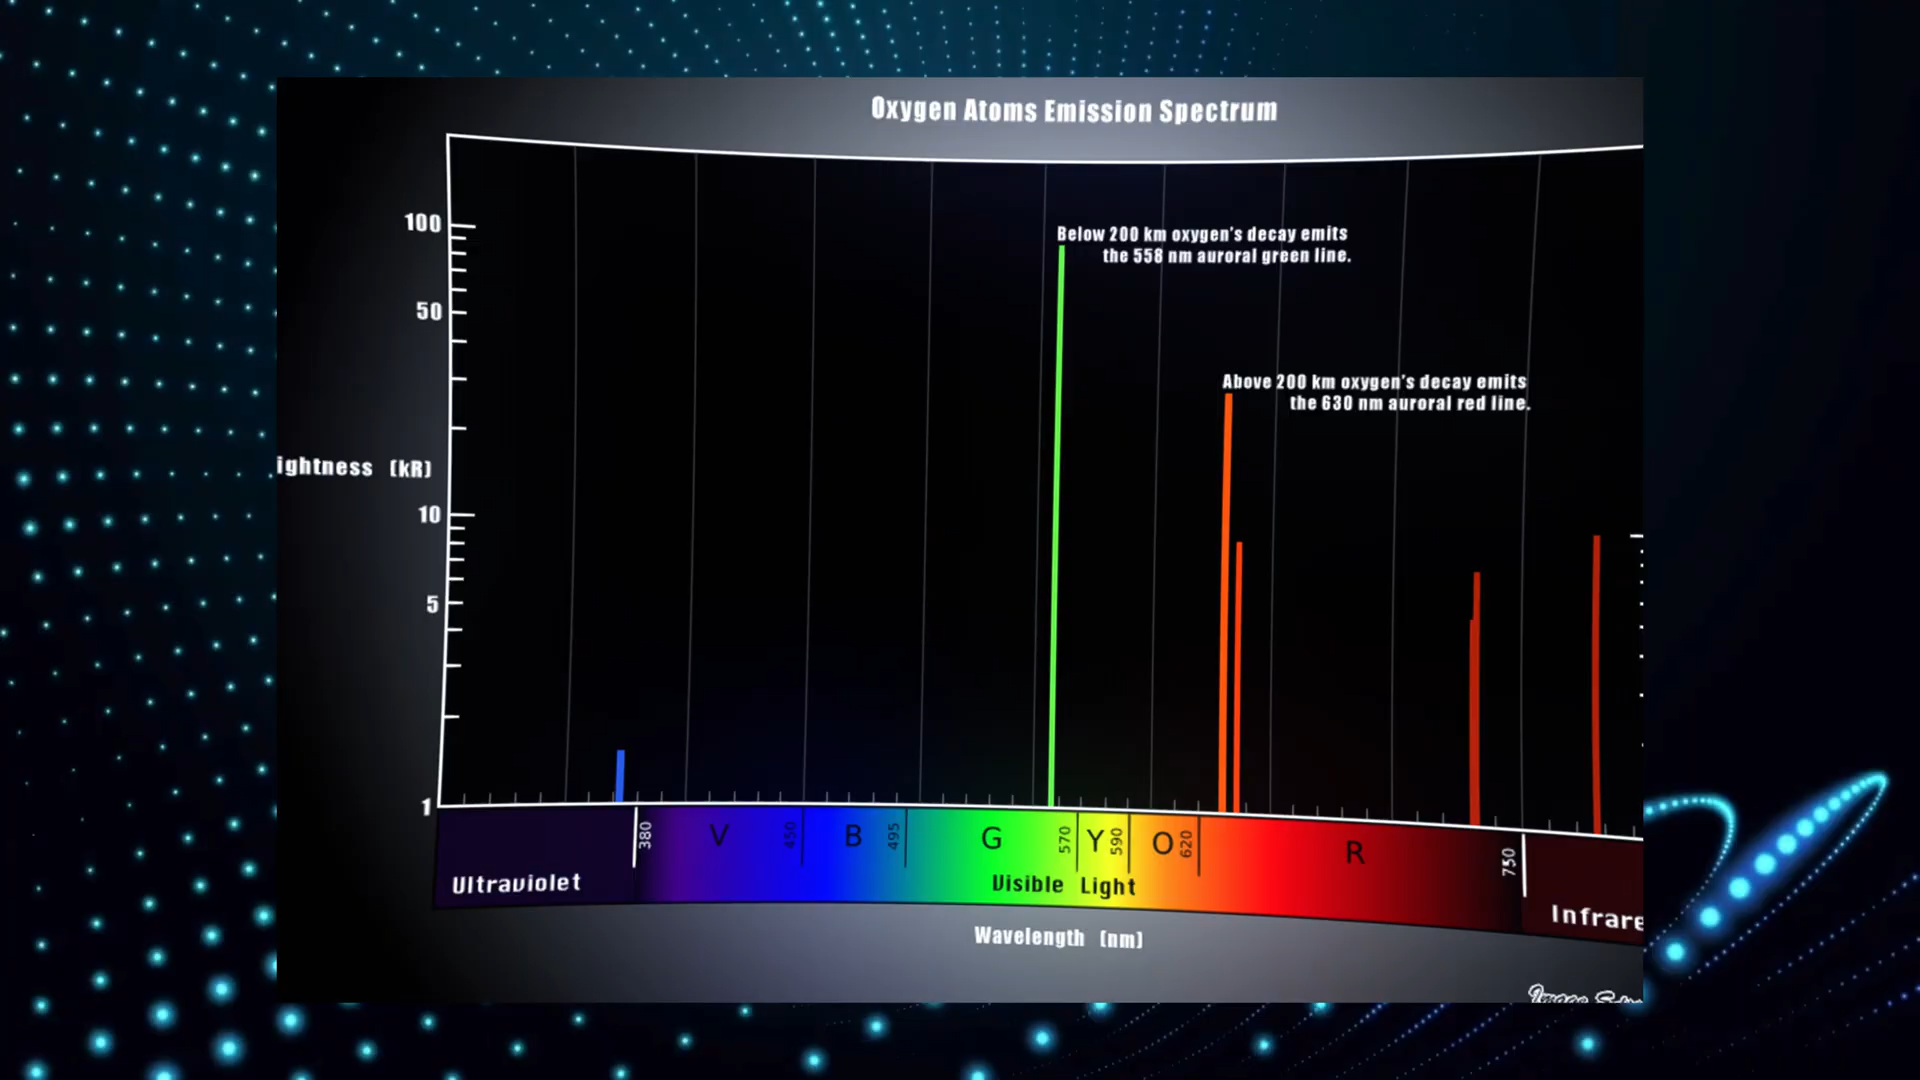 Oxygen Atoms Emission Spectrum
100
Below 200 km oxygen's decay emits
the 558 nm auroral green line.
50
Above 200 km oxygen's decay emits
the 630 nm auroral red line.
ightness (kR)
10
5
1
380 V 450 B 495 G 570 Y 590 O 620 R 750
Ultraviolet Visible Light Infrare
Wavelength (nm)